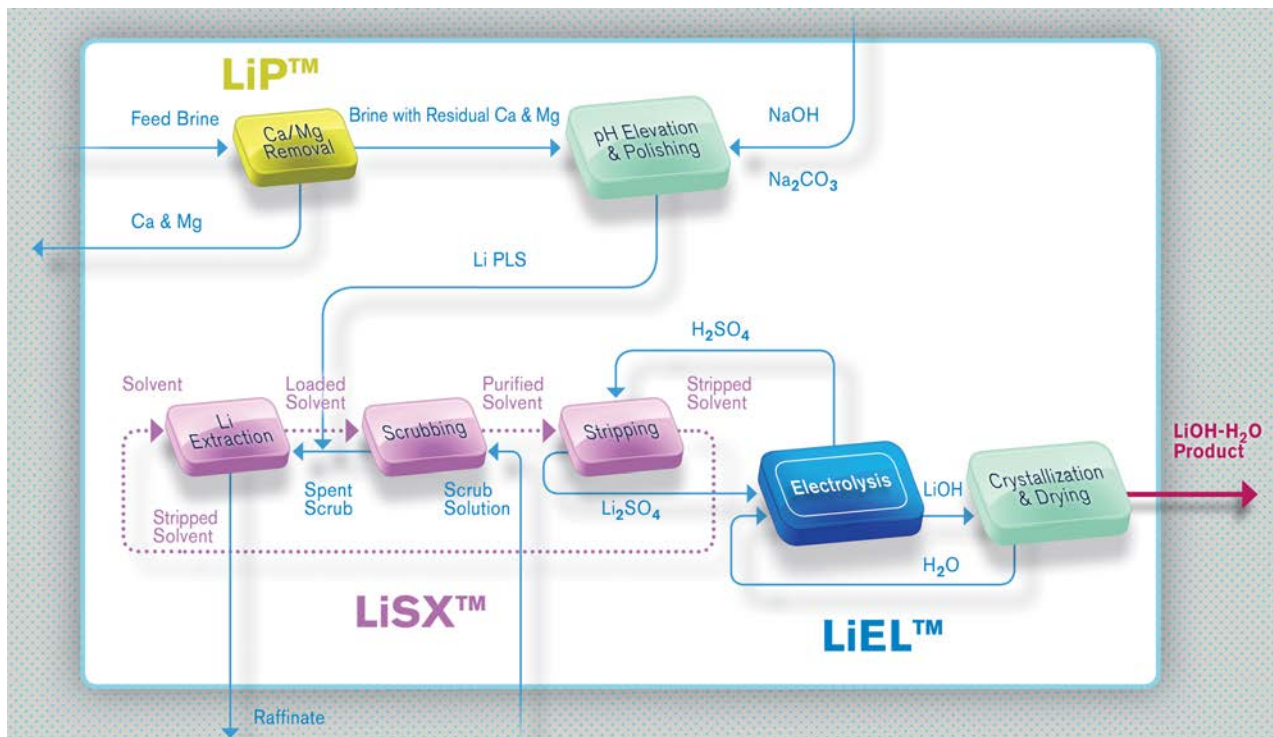 LiP™
Feed Brine
Ca/Mg
Removal
Brine with Residual Ca & Mg
pH Elevation
& Polishing
NaOH
Na₂CO₃
Ca & Mg
Li PLS
H₂SO₄
Solvent
Li
Extraction
Loaded
Solvent
Scrubbing
Purified
Solvent
Stripping
Stripped
Solvent
Spent
Scrub
Scrub
Solution
Li₂SO₄
Stripped
Solvent
Electrolysis
LiOH
Crystallization
& Drying
H₂O
LiOH-H₂O
Product
LiSX™
LiEL™
Raffinate